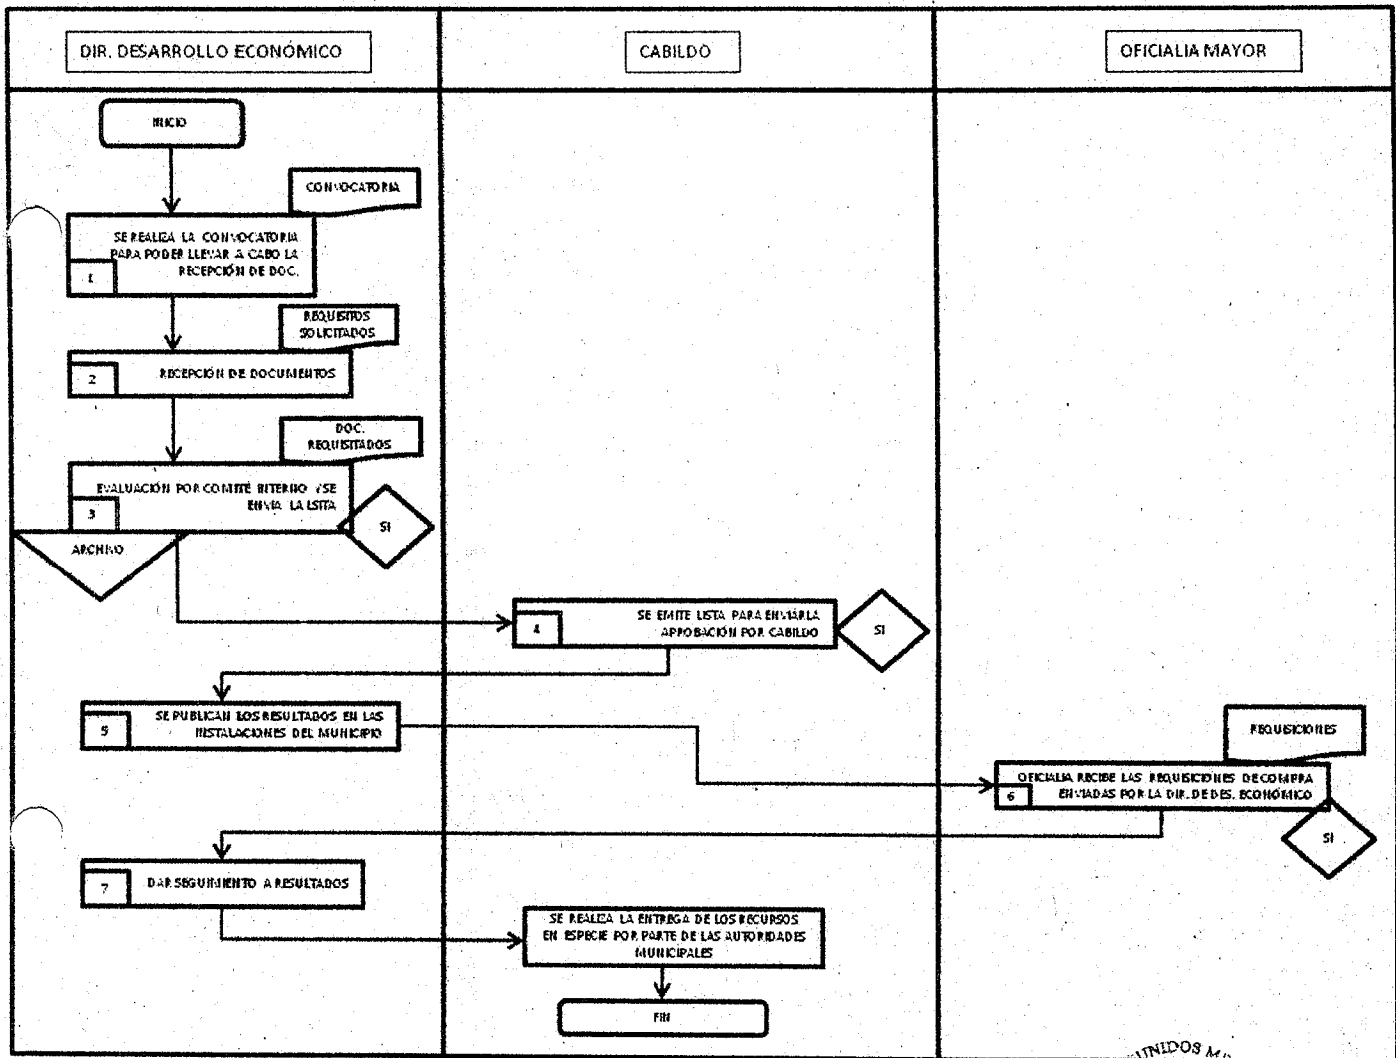 DIR. DESARROLLO ECONÓMICO
CABILDO
OFICIALIA MAYOR
INICIO
CONVOCATORIA
SE REALIZA LA CONVOCATORIA
PARA PODER LLEVAR A CABO LA
RECEPCIÓN DE DOC.
1
REQUISITOS
SOLICITADOS
RECEPCIÓN DE DOCUMENTOS
2
DOC.
REQUISITADOS
EVALUACIÓN POR COMITÉ INTERNO Y SE
ENVIA LA LSITA
3
SI
ARCHIVO
SE EMITE LISTA PARA ENVIARLA
APROBACIÓN POR CABILDO
4
SI
SE PUBLICAN LOS RESULTADOS EN LAS
INSTALACIONES DEL MUNICIPIO
5
REQUISICIONES
OFICIALIA RECIBE LAS REQUISICIONES DE COMPRA
ENVIADAS POR LA DIR. DE DES. ECONÓMICO
6
SI
DAR SEGUIMIENTO A RESULTADOS
7
SE REALIZA LA ENTREGA DE LOS RECURSOS
EN ESPECIE POR PARTE DE LAS AUTORIDADES
MUNICIPALES
FIN
UNIDOS